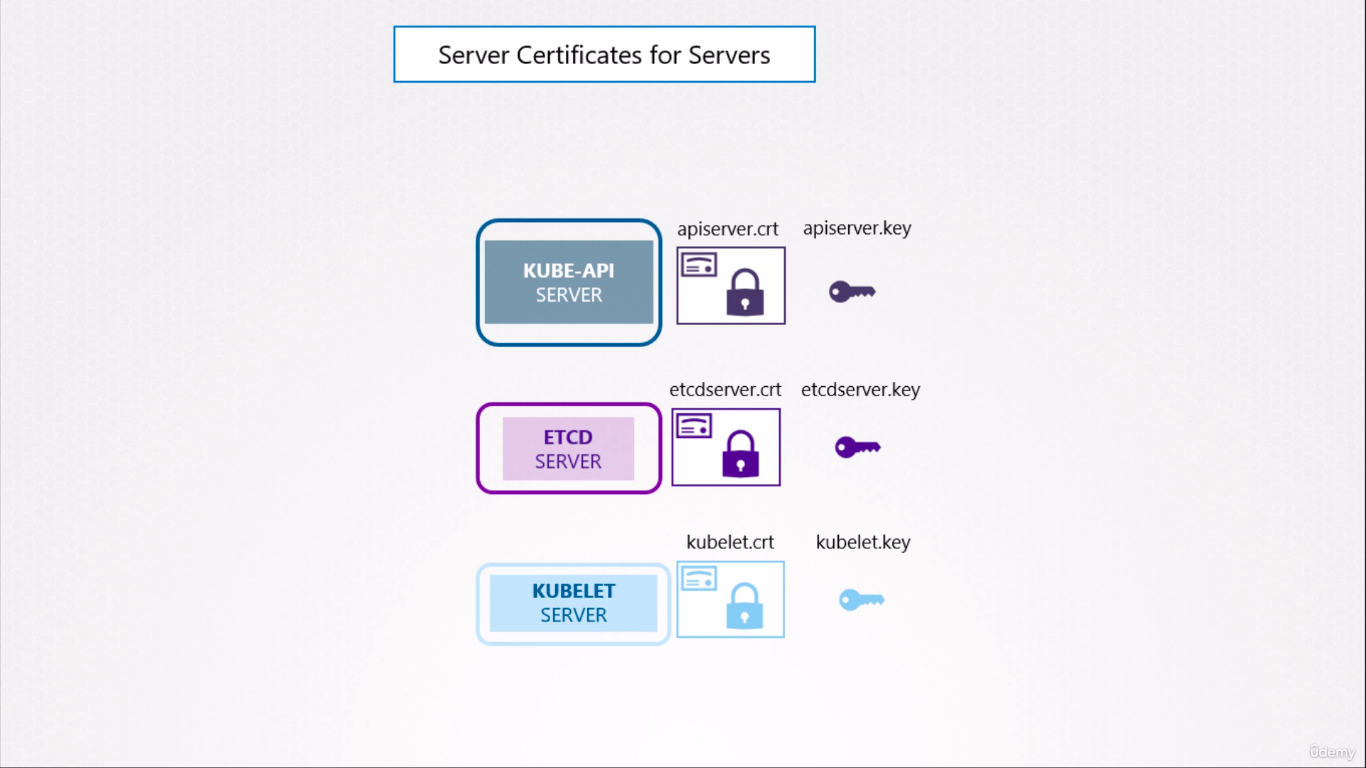 Server Certificates for Servers
apiserver.crt apiserver.key
KUBE-API
SERVER
etcdserver.crt etcdserver.key
ETCD
SERVER
kubelet.crt kubelet.key
KUBELET
SERVER
ûdemy